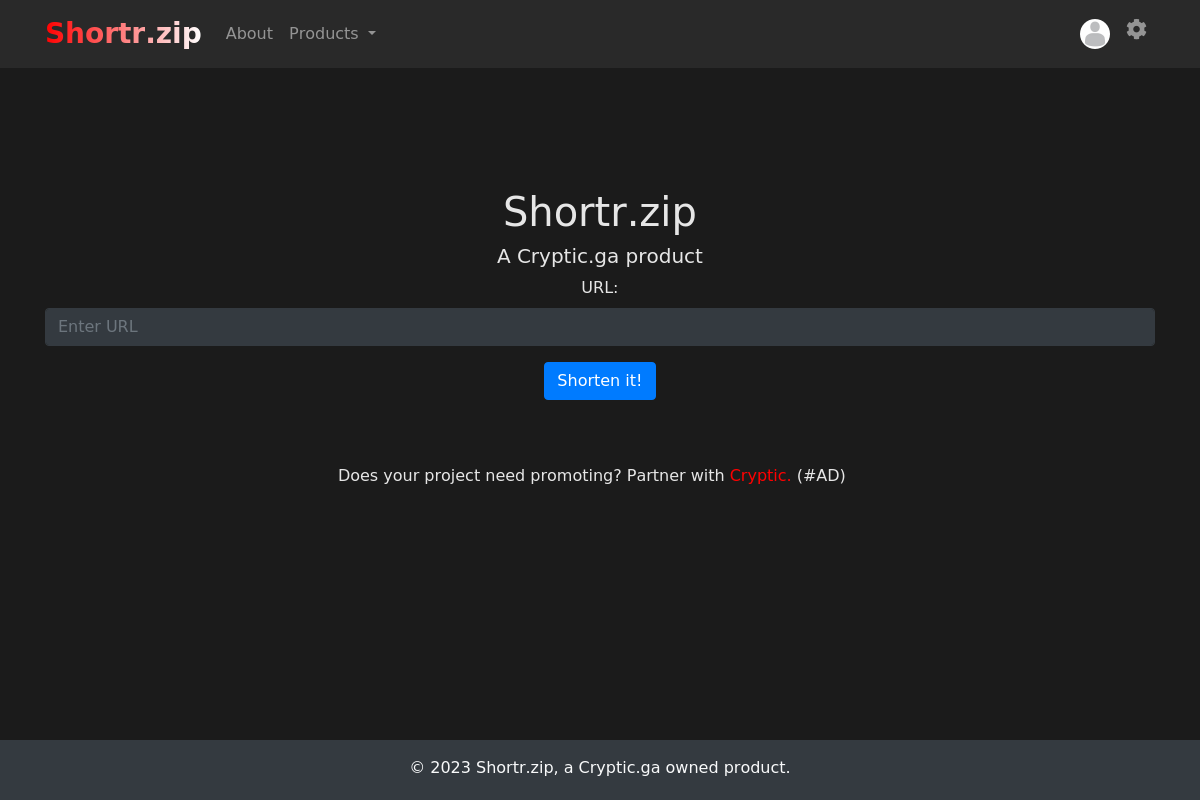 Shortr.zip About Products
Shortr.zip
A Cryptic.ga product
URL:
Enter URL
Shorten it!
Does your project need promoting? Partner with Cryptic. (#AD)
© 2023 Shortr.zip, a Cryptic.ga owned product.